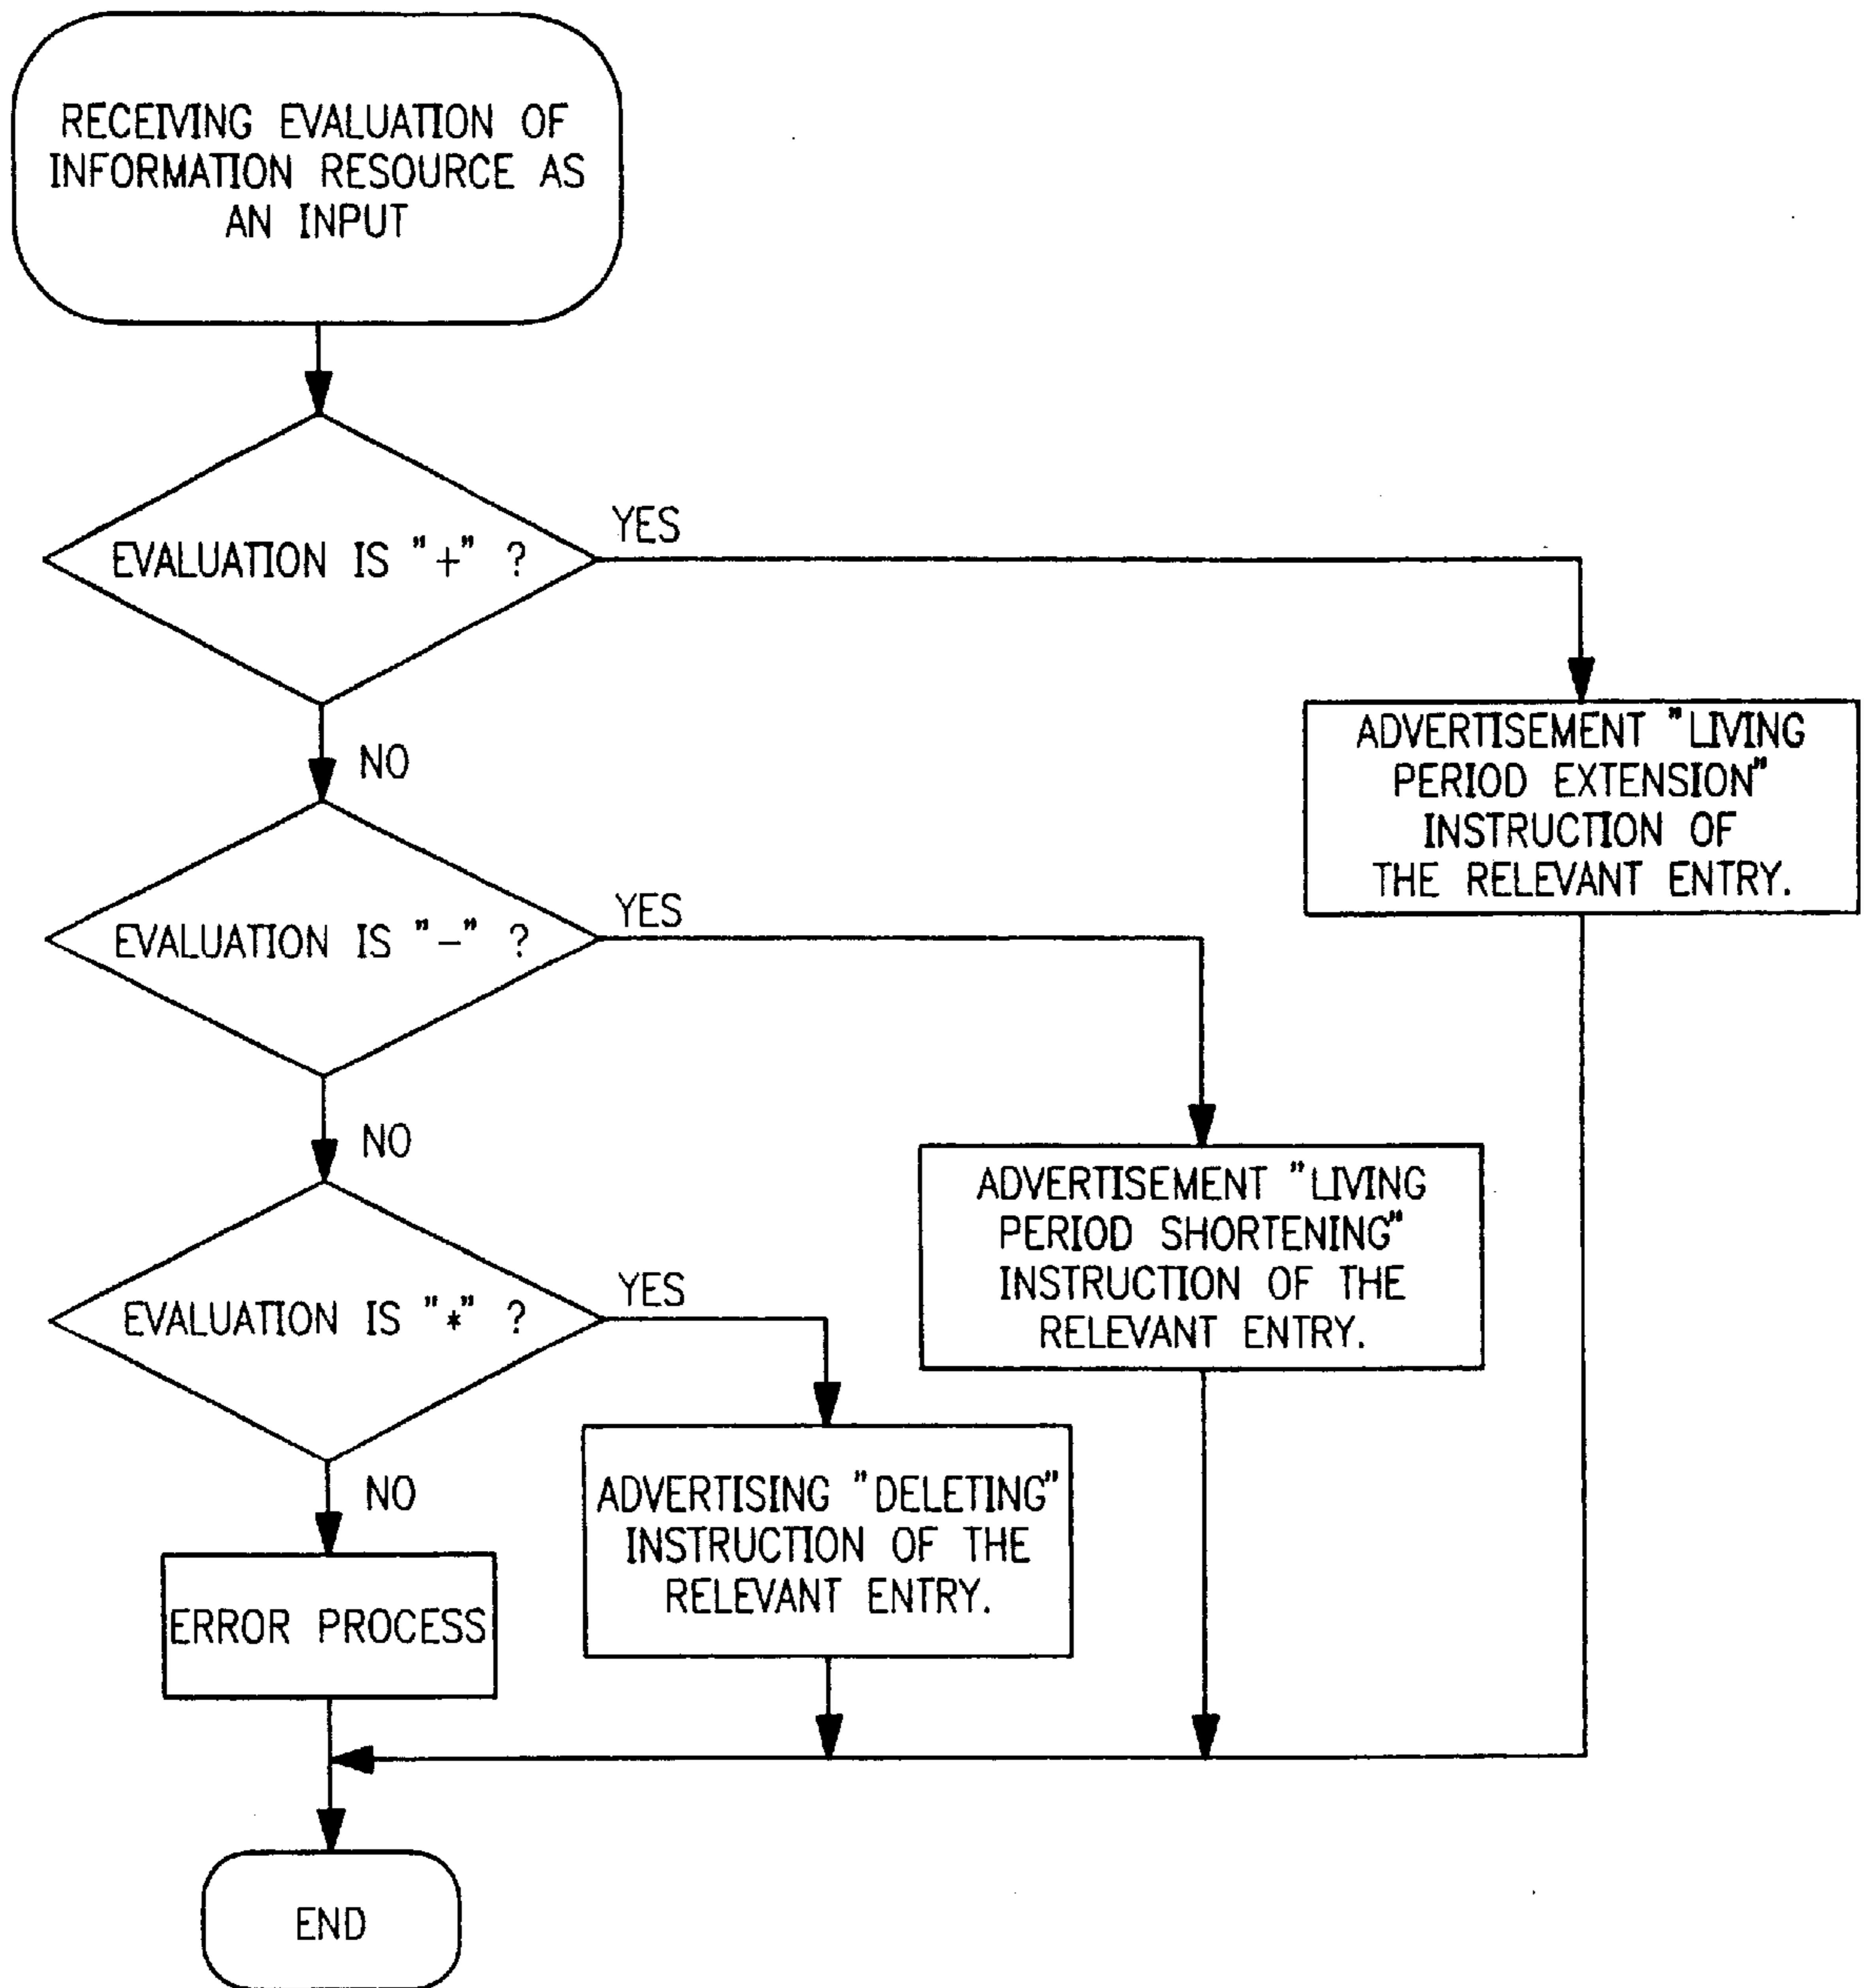 RECEIVING EVALUATION OF
INFORMATION RESOURCE AS
AN INPUT
EVALUATION IS "+" ?
YES
NO
ADVERTISEMENT "LIVING
PERIOD EXTENSION"
INSTRUCTION OF
THE RELEVANT ENTRY.
EVALUATION IS "-" ?
YES
NO
ADVERTISEMENT "LIVING
PERIOD SHORTENING"
INSTRUCTION OF THE
RELEVANT ENTRY.
EVALUATION IS "*" ?
YES
NO
ADVERTISING "DELETING"
INSTRUCTION OF THE
RELEVANT ENTRY.
ERROR PROCESS
END